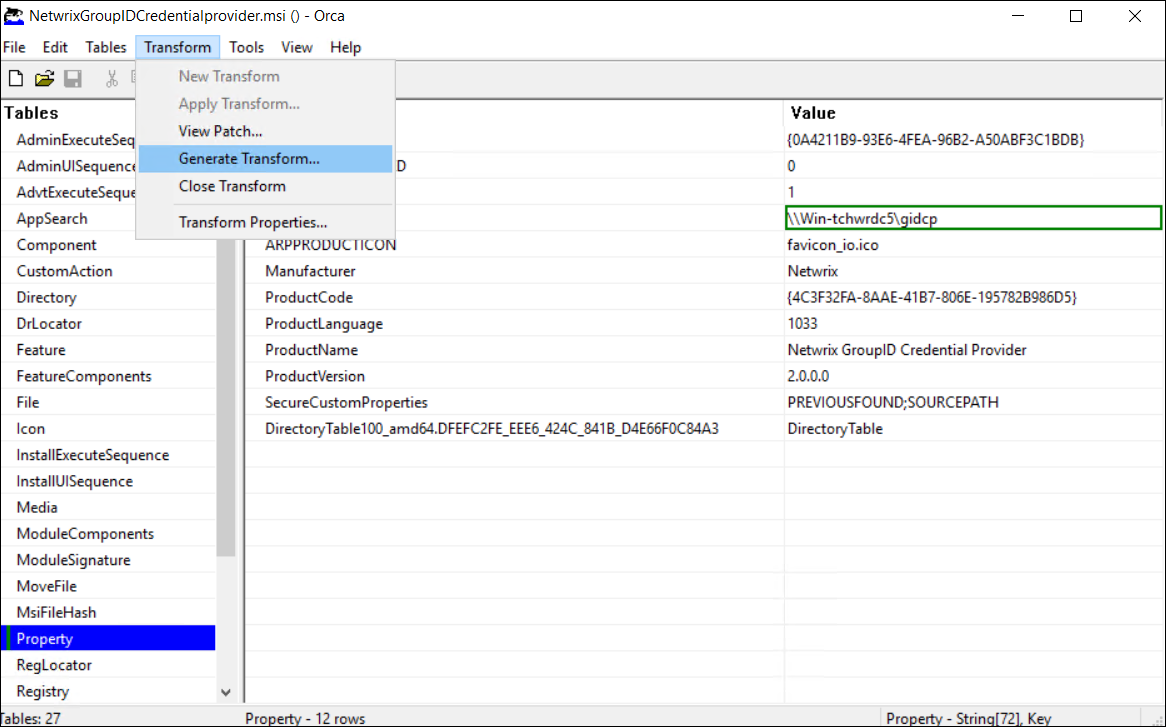 NetwrixGroupIDCredentialprovider.msi () - Orca
File Edit Tables Transform Tools View Help
New Transform
Apply Transform...
View Patch...
Generate Transform...
Close Transform
Transform Properties...
Tables Value
AdminExecuteSeq {0A4211B9-93E6-4FEA-96B2-A50ABF3C1BDB}
AdminUISequence D 0
AdvtExecuteSeque 1
AppSearch \\Win-tchwrdc5\gidcp
Component ARPPRODUCTICON favicon_io.ico
CustomAction Manufacturer Netwrix
Directory ProductCode {4C3F32FA-8AAE-41B7-806E-195782B986D5}
DrLocator ProductLanguage 1033
Feature ProductName Netwrix GroupID Credential Provider
FeatureComponents ProductVersion 2.0.0.0
File SecureCustomProperties PREVIOUSFOUND;SOURCEPATH
Icon DirectoryTable100_amd64.DFEFC2FE_EEE6_424C_841B_D4E66F0C84A3 DirectoryTable
InstallExecuteSequence
InstallUISequence
Media
ModuleComponents
ModuleSignature
MoveFile
MsiFileHash
Property
RegLocator
Registry
Tables: 27 Property - 12 rows Property - String[72], Key